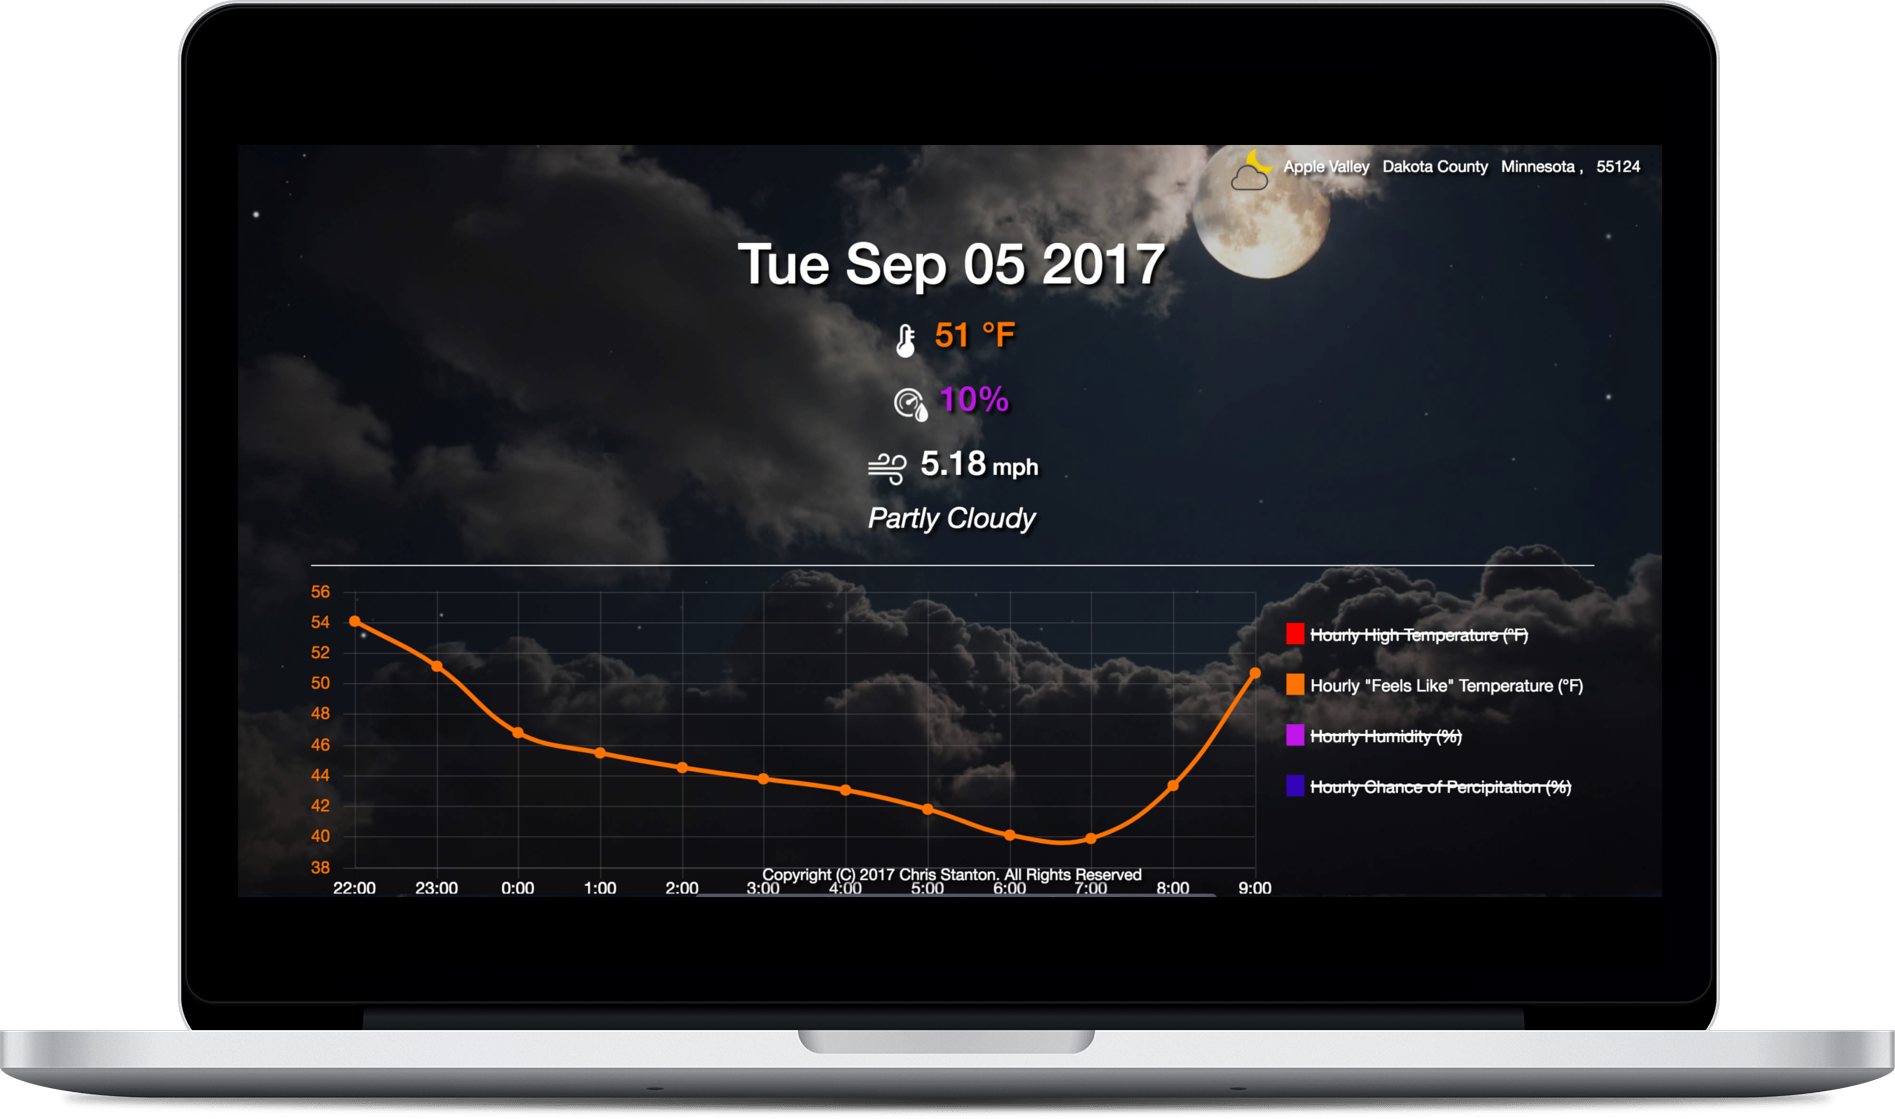 Apple Valley Dakota County Minnesota , 55124
Tue Sep 05 2017
51 °F
10%
5.18 mph
Partly Cloudy
56
54
52
50
48
46
44
42
40
38
Hourly High Temperature (°F)
Hourly "Feels Like" Temperature (°F)
Hourly Humidity (%)
Hourly Chance of Percipitation (%)
Copyright (C) 2017 Chris Stanton. All Rights Reserved
22:00 23:00 0:00 1:00 2:00 3:00 4:00 5:00 6:00 7:00 8:00 9:00